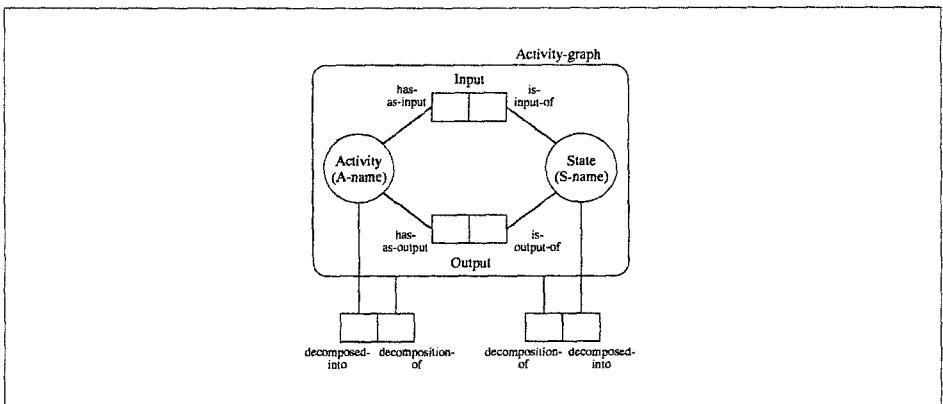 Activity-graph
Input
has-
as-input
is-
input-of
Activity
(A-name)
State
(S-name)
has-
as-output
is-
output-of
Output
decomposed-
into
decomposition-
of
decomposition-
of
decomposed-
into